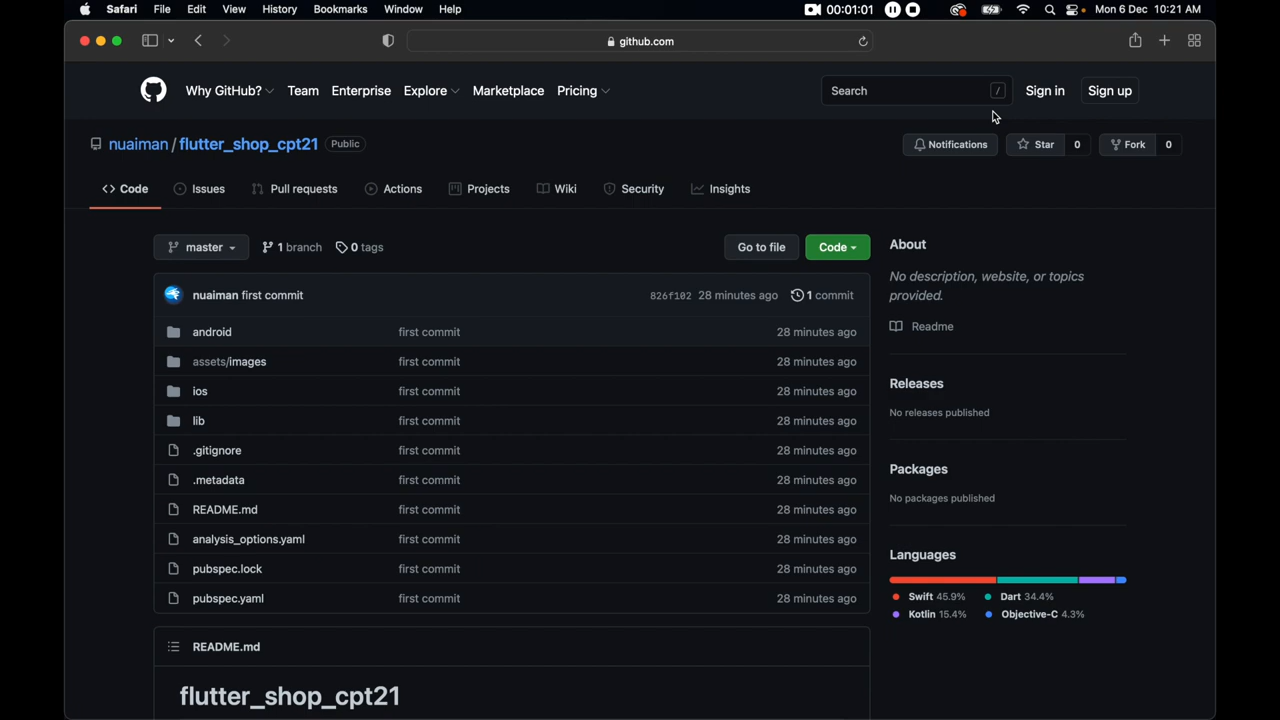 Safari File Edit View History Bookmarks Window Help 00:01:01 Mon 6 Dec 10:21 AM
github.com
Why GitHub? Team Enterprise Explore Marketplace Pricing Search / Sign in Sign up
nuaiman / flutter_shop_cpt21 Public Notifications Star 0 Fork 0
<> Code Issues Pull requests Actions Projects Wiki Security Insights
master 1 branch 0 tags Go to file Code
nuaiman first commit 826f102 28 minutes ago 1 commit
android first commit 28 minutes ago
assets/images first commit 28 minutes ago
ios first commit 28 minutes ago
lib first commit 28 minutes ago
.gitignore first commit 28 minutes ago
.metadata first commit 28 minutes ago
README.md first commit 28 minutes ago
analysis_options.yaml first commit 28 minutes ago
pubspec.lock first commit 28 minutes ago
pubspec.yaml first commit 28 minutes ago
README.md
flutter_shop_cpt21
About
No description, website, or topics
provided.
Readme
Releases
No releases published
Packages
No packages published
Languages
Swift 45.9% Dart 34.4%
Kotlin 15.4% Objective-C 4.3%